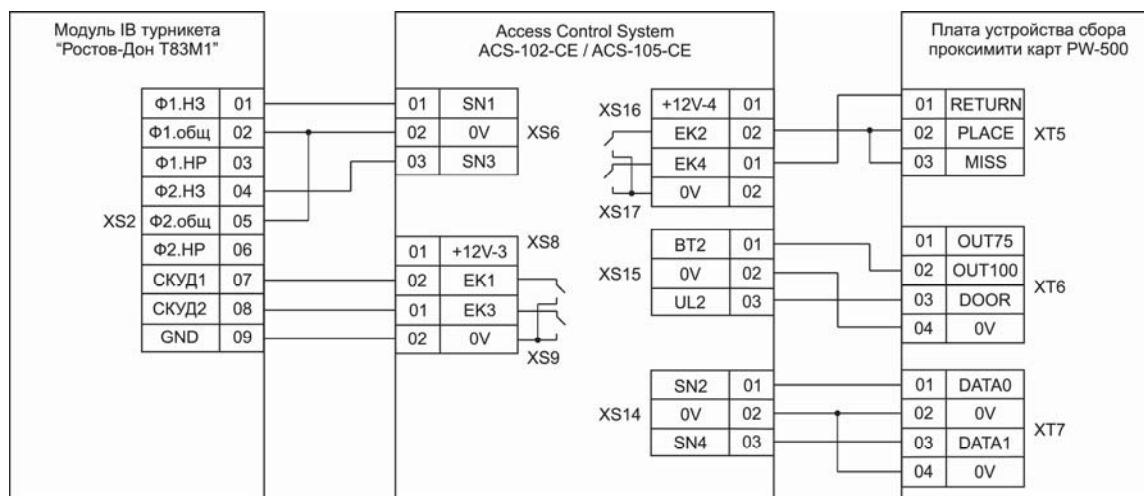 Модуль IB турникета
“Ростов-Дон Т83М1”
Access Control System
ACS-102-CE / ACS-105-CE
Плата устройства сбора
проксимити карт PW-500
XS2
Ф1.НЗ 01
Ф1.общ 02
Ф1.НР 03
Ф2.НЗ 04
Ф2.общ 05
Ф2.НР 06
СКУД1 07
СКУД2 08
GND 09
01 SN1
02 0V
03 SN3
XS6
XS8
01 +12V-3
02 EK1
01 EK3
02 0V
XS9
XS16
+12V-4 01
EK2 02
EK4 01
0V 02
XS17
XS15
BT2 01
0V 02
UL2 03
XS14
SN2 01
0V 02
SN4 03
01 RETURN
02 PLACE
03 MISS
XT5
01 OUT75
02 OUT100
03 DOOR
04 0V
XT6
01 DATA0
02 0V
03 DATA1
04 0V
XT7